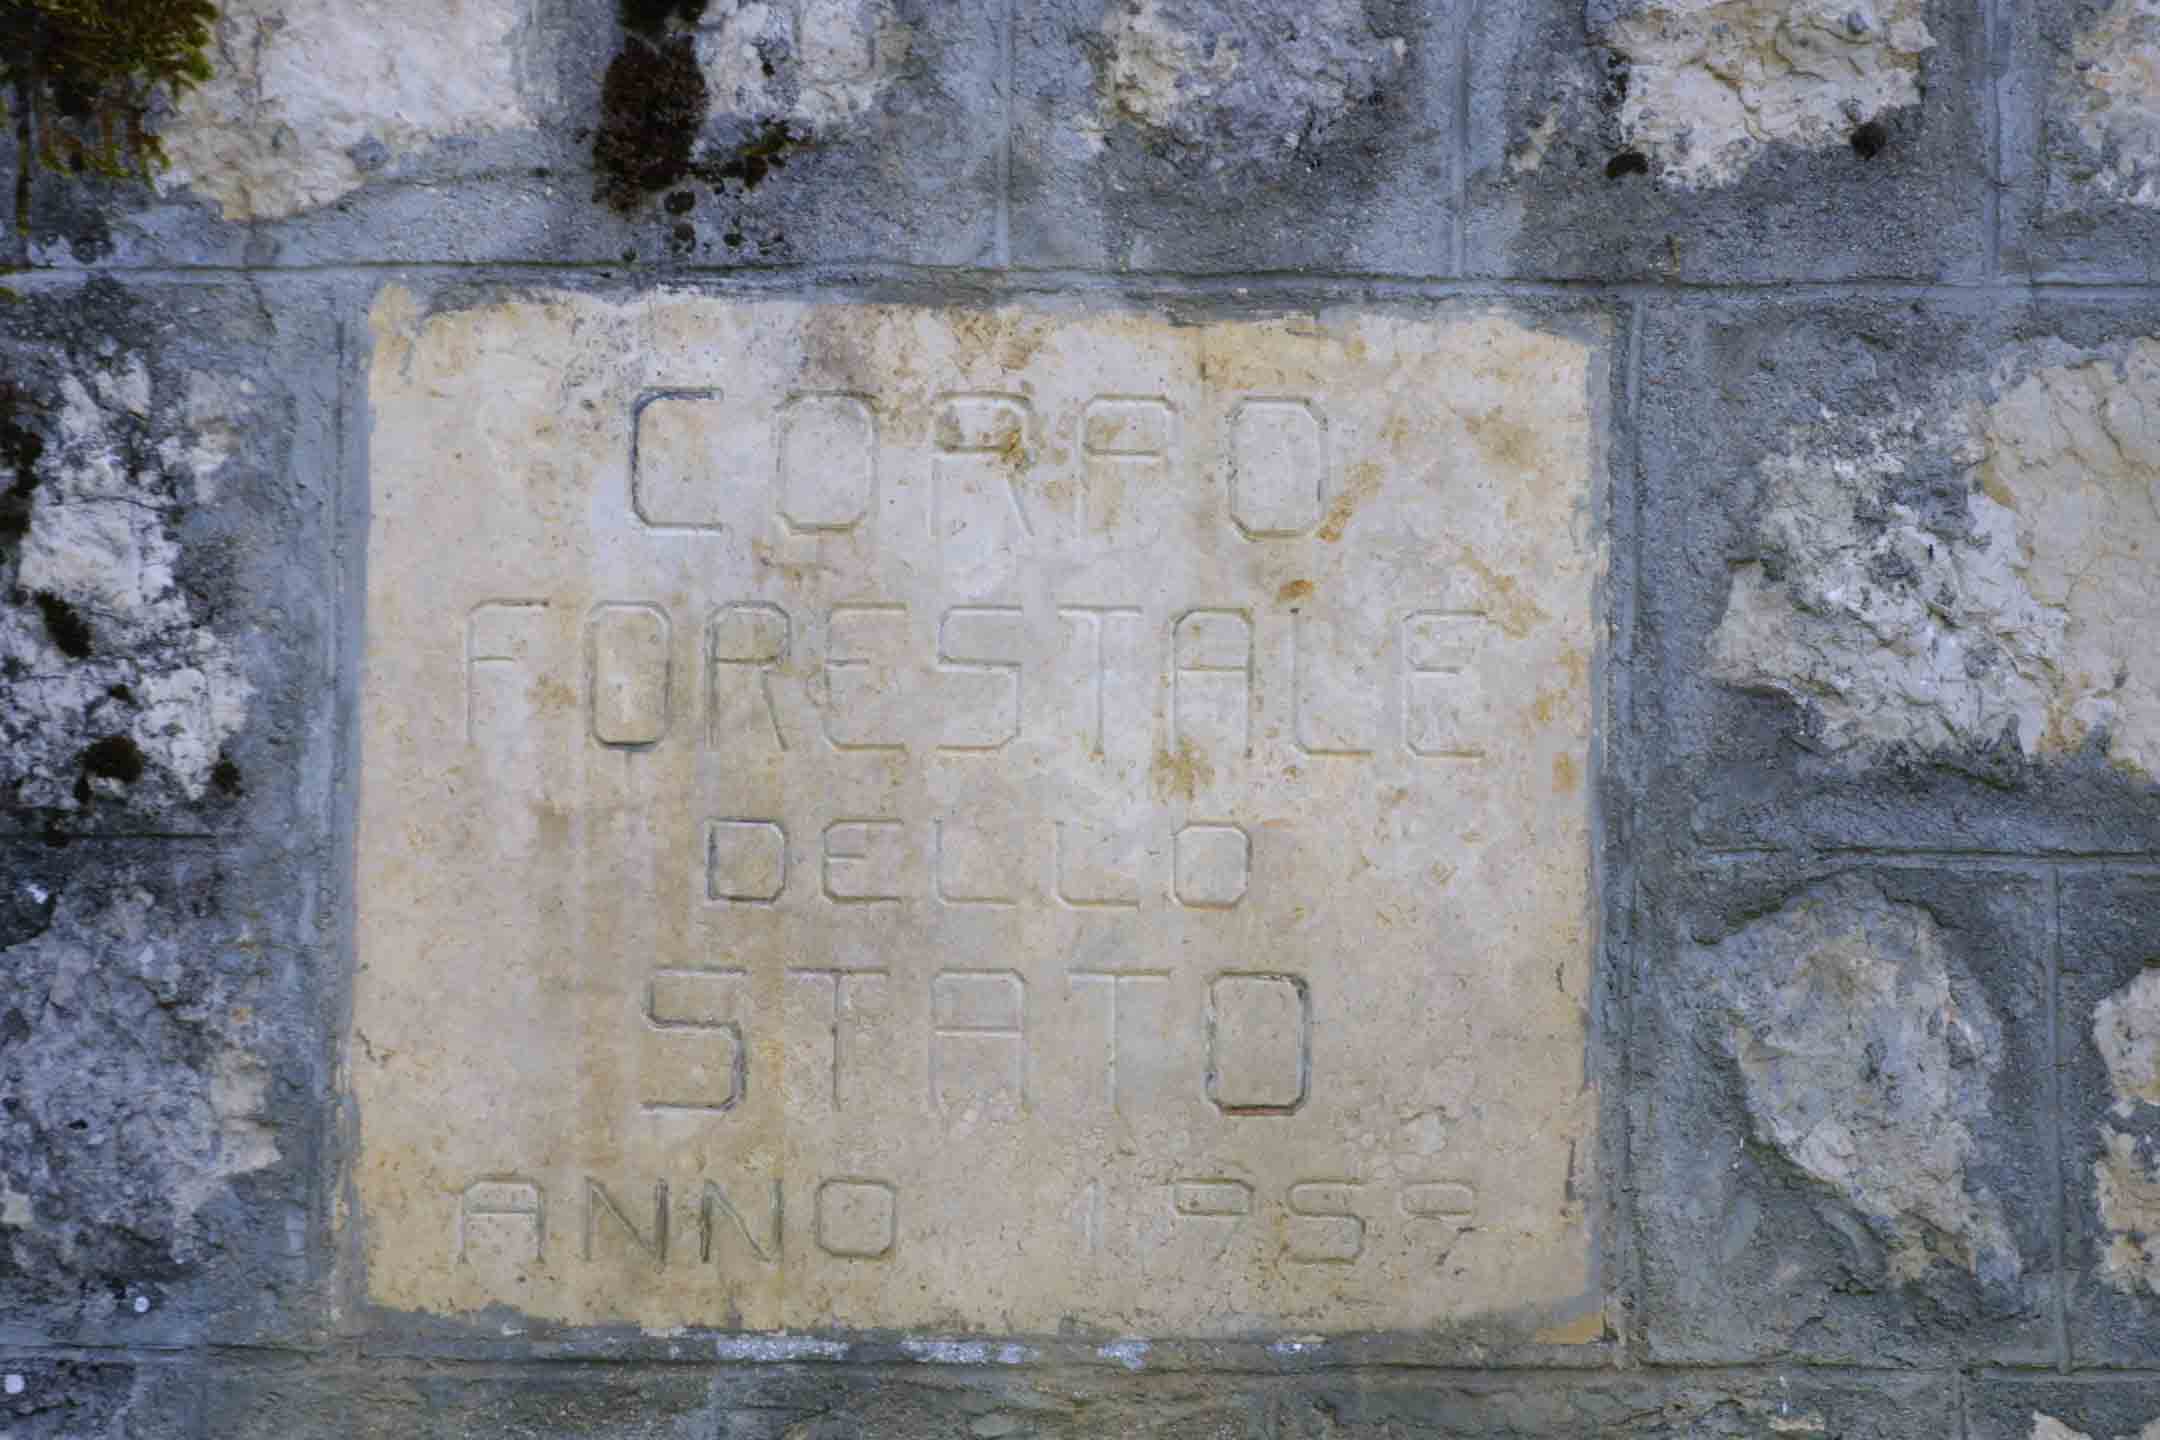 CORPO
FORESTALE
DELLO
STATO
ANNO 1959